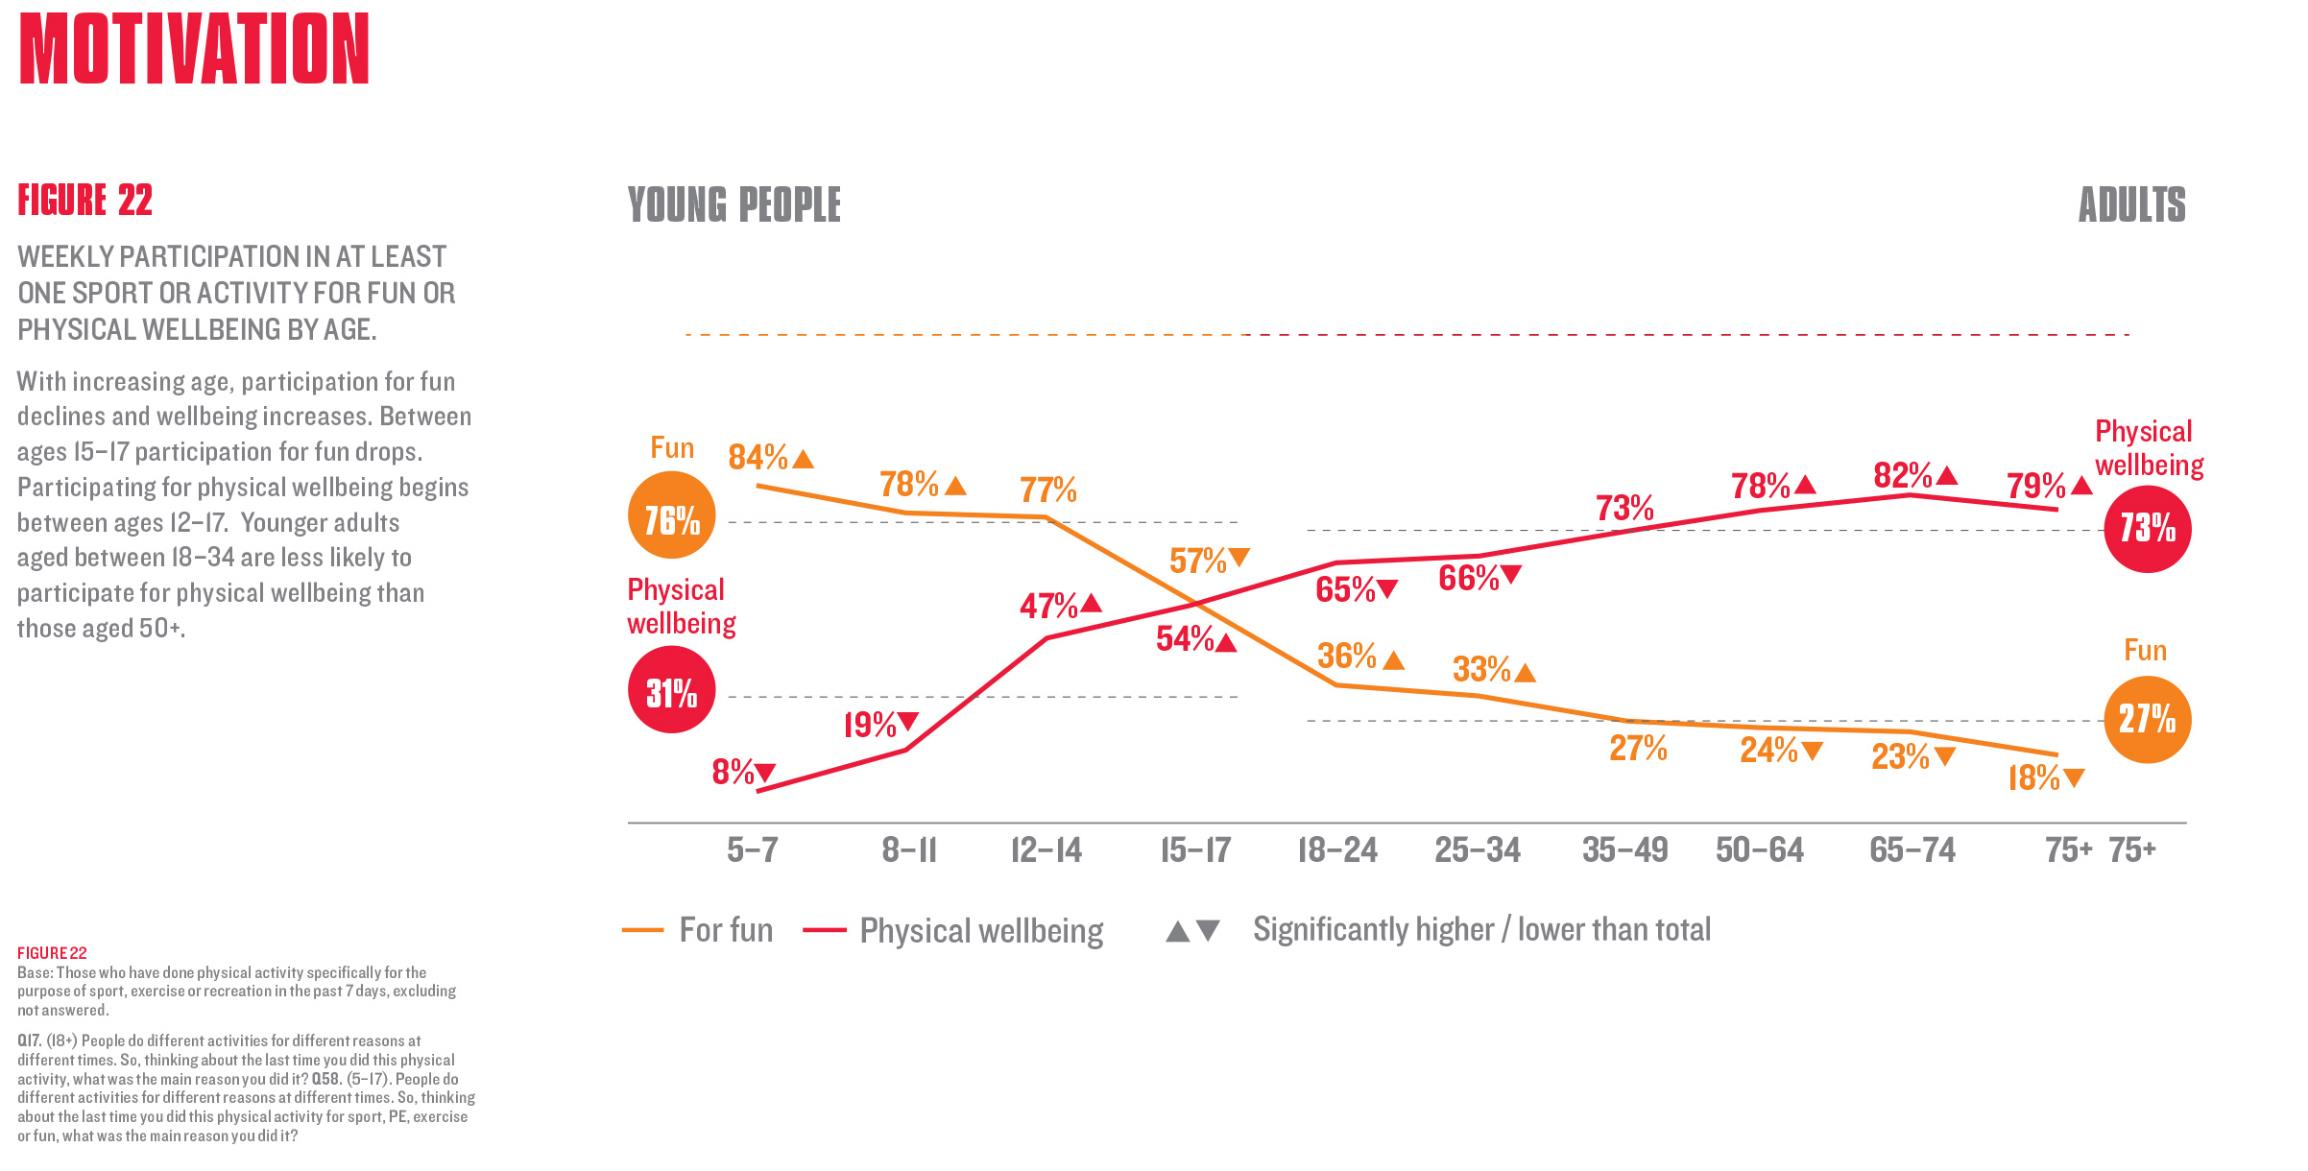 MOTIVATION
FIGURE 22
WEEKLY PARTICIPATION IN AT LEAST
ONE SPORT OR ACTIVITY FOR FUN OR
PHYSICAL WELLBEING BY AGE.
With increasing age, participation for fun
declines and wellbeing increases. Between
ages 15–17 participation for fun drops.
Participating for physical wellbeing begins
between ages 12–17. Younger adults
aged between 18–34 are less likely to
participate for physical wellbeing than
those aged 50+.
FIGURE 22
Base: Those who have done physical activity specifically for the
purpose of sport, exercise or recreation in the past 7 days, excluding
not answered.
Q17. (18+) People do different activities for different reasons at
different times. So, thinking about the last time you did this physical
activity, what was the main reason you did it? Q58. (5–17). People do
different activities for different reasons at different times. So, thinking
about the last time you did this physical activity for sport, PE, exercise
or fun, what was the main reason you did it?
YOUNG PEOPLE
ADULTS
Fun
76%
84%▲
78%▲
77%
57%▼
36%▲
33%▲
27%
24%▼
23%▼
18%▼
Fun
27%
Physical
wellbeing
31%
8%▼
19%▼
47%▲
54%▲
65%▼
66%▼
73%
78%▲
82%▲
79%▲
Physical
wellbeing
73%
5–7 8–11 12–14 15–17 18–24 25–34 35–49 50–64 65–74 75+ 75+
For fun Physical wellbeing ▲▼ Significantly higher / lower than total